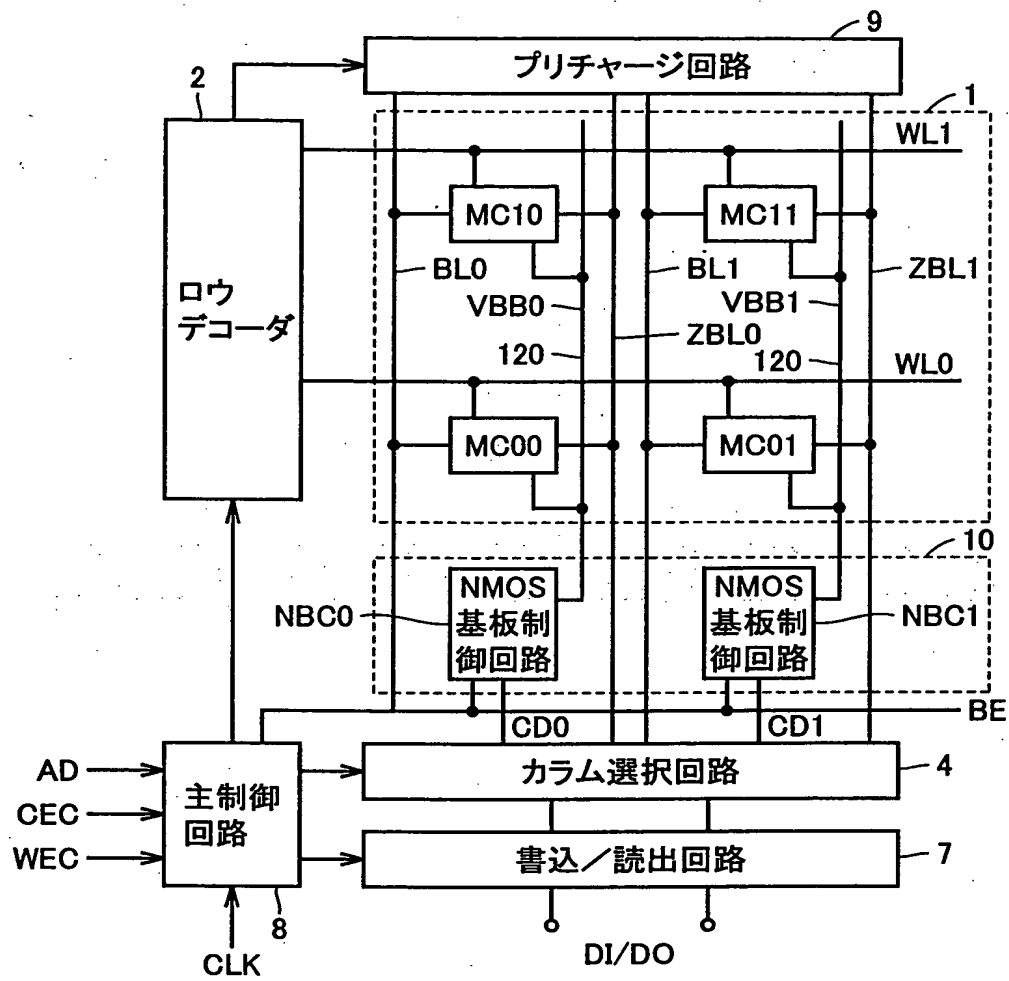 9
プリチャージ回路
2
1
WL1
MC10
MC11
BL0
BL1
ZBL1
ロウ
デコーダ
VBB0
VBB1
ZBL0
120
120
WL0
MC00
MC01
10
NBC0
NMOS
基板制
御回路
NMOS
基板制
御回路
NBC1
BE
CD0
CD1
AD
CEC
WEC
主制御
回路
カラム選択回路
4
書込/読出回路
7
8
CLK
DI/DO